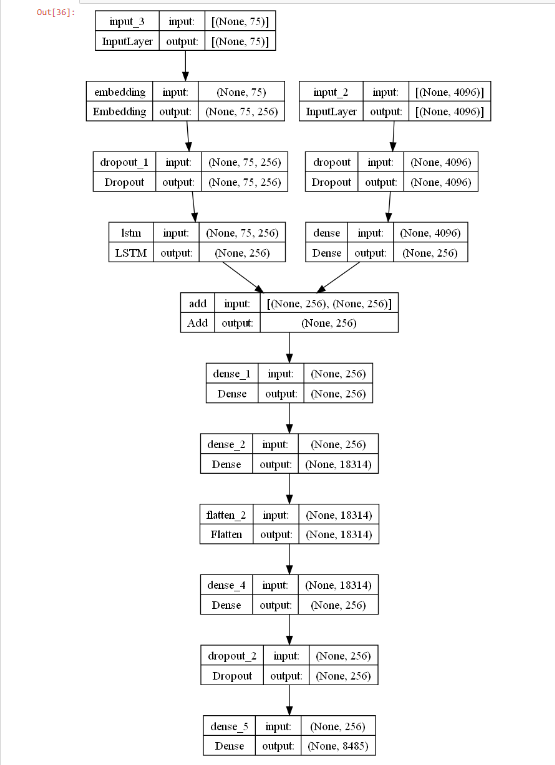 Out[36]:
input_3 input: [(None, 75)]
InputLayer output: [(None, 75)]
embedding input: (None, 75)
Embedding output: (None, 75, 256)
input_2 input: [(None, 4096)]
InputLayer output: [(None, 4096)]
dropout_1 input: (None, 75, 256)
Dropout output: (None, 75, 256)
dropout input: (None, 4096)
Dropout output: (None, 4096)
lstm input: (None, 75, 256)
LSTM output: (None, 256)
dense input: (None, 4096)
Dense output: (None, 256)
add input: [(None, 256), (None, 256)]
Add output: (None, 256)
dense_1 input: (None, 256)
Dense output: (None, 256)
dense_2 input: (None, 256)
Dense output: (None, 18314)
flatten_2 input: (None, 18314)
Flatten output: (None, 18314)
dense_4 input: (None, 18314)
Dense output: (None, 256)
dropout_2 input: (None, 256)
Dropout output: (None, 256)
dense_5 input: (None, 256)
Dense output: (None, 8485)